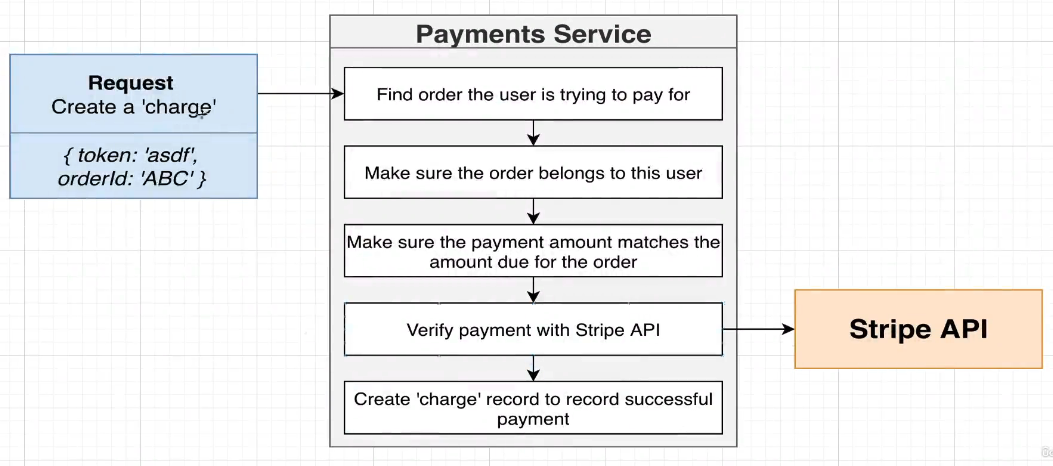 Payments Service
Request
Create a 'charge'
{ token: 'asdf',
orderId: 'ABC' }
Find order the user is trying to pay for
Make sure the order belongs to this user
Make sure the payment amount matches the
amount due for the order
Verify payment with Stripe API
Stripe API
Create 'charge' record to record successful
payment